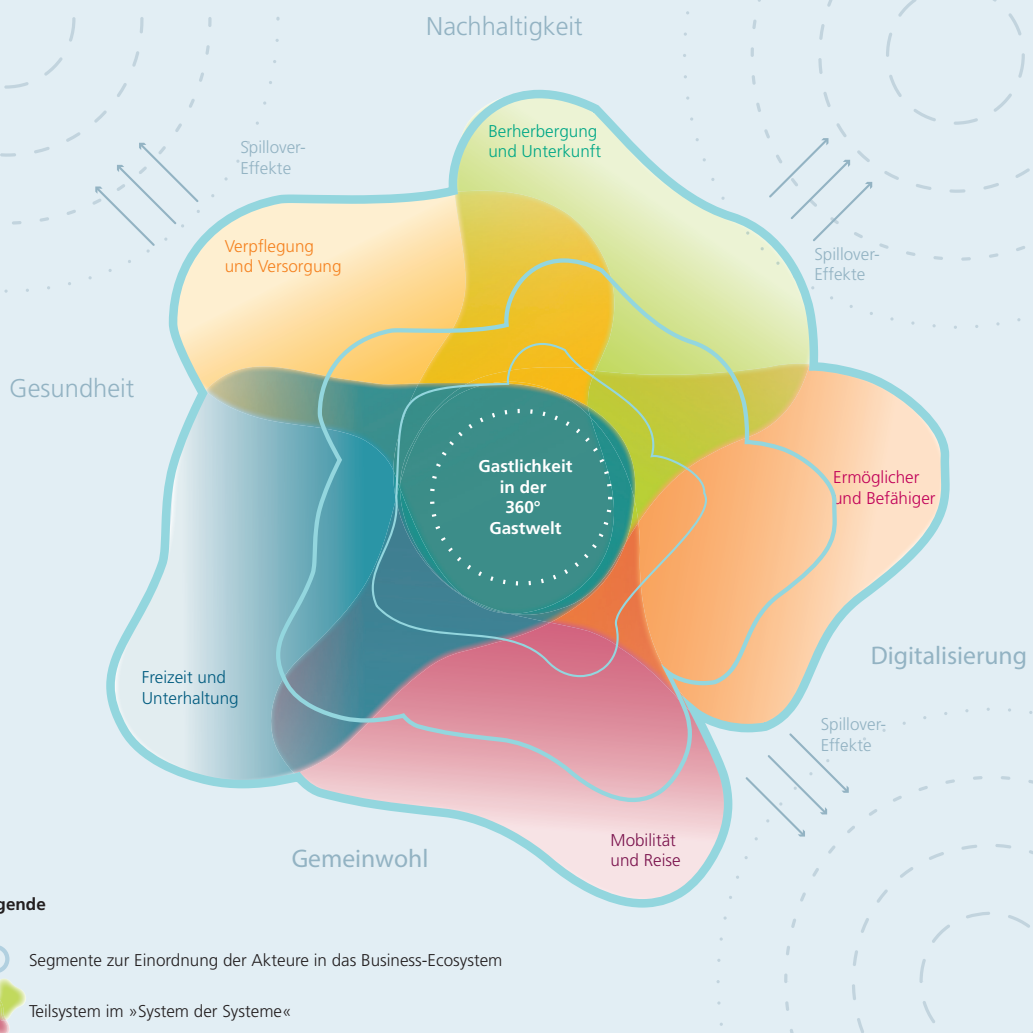 Nachhaltigkeit
Berherbergung
und Unterkunft
Spillover-
Effekte
Verpflegung
und Versorgung
Spillover-
Effekte
Gesundheit
Gastlichkeit
in der
360°
Gastwelt
Ermöglicher
und Befähiger
Digitalisierung
Freizeit und
Unterhaltung
Spillover-
Effekte
Mobilität
und Reise
Gemeinwohl
gende
Segmente zur Einordnung der Akteure in das Business-Ecosystem
Teilsystem im »System der Systeme«